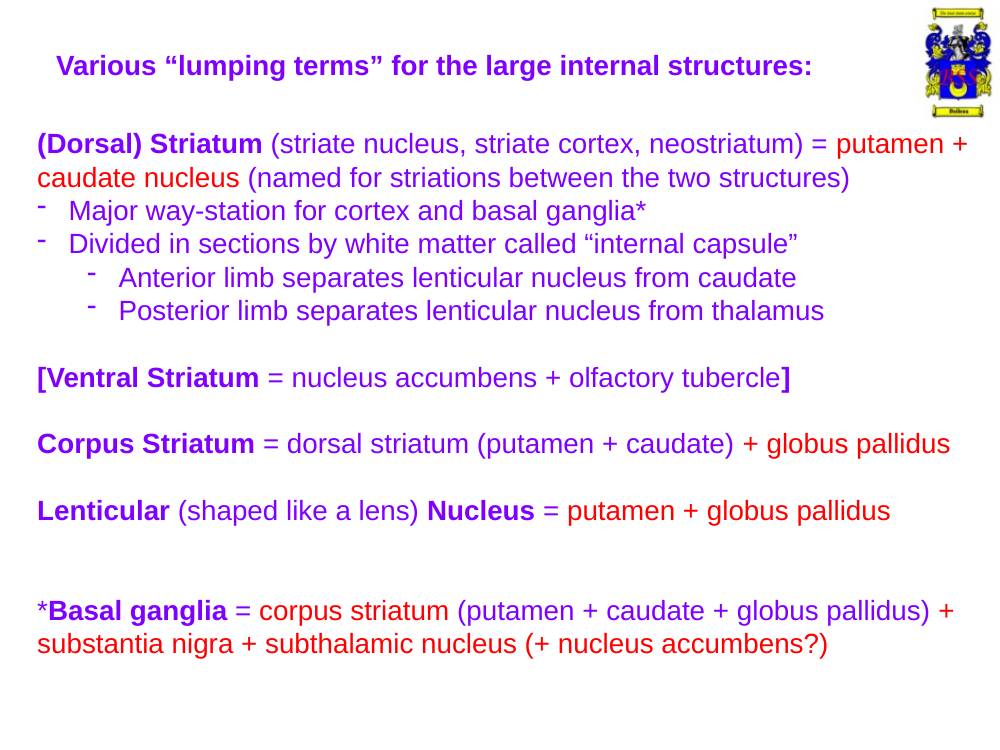 Various “lumping terms” for the large internal structures:
(Dorsal) Striatum (striate nucleus, striate cortex, neostriatum) = putamen +
caudate nucleus (named for striations between the two structures)
- Major way-station for cortex and basal ganglia*
- Divided in sections by white matter called “internal capsule”
- Anterior limb separates lenticular nucleus from caudate
- Posterior limb separates lenticular nucleus from thalamus
[Ventral Striatum = nucleus accumbens + olfactory tubercle]
Corpus Striatum = dorsal striatum (putamen + caudate) + globus pallidus
Lenticular (shaped like a lens) Nucleus = putamen + globus pallidus
*Basal ganglia = corpus striatum (putamen + caudate + globus pallidus) +
substantia nigra + subthalamic nucleus (+ nucleus accumbens?)